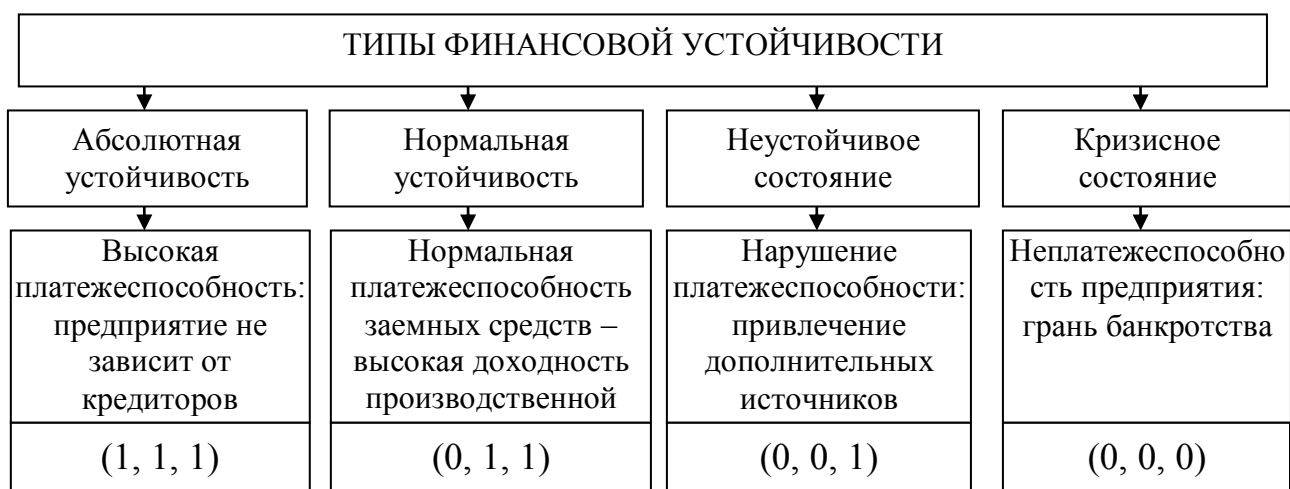 ТИПЫ ФИНАНСОВОЙ УСТОЙЧИВОСТИ
Абсолютная
устойчивость
Нормальная
устойчивость
Неустойчивое
состояние
Кризисное
состояние
Высокая
платежеспособность:
предприятие не
зависит от
кредиторов
Нормальная
платежеспособность
заемных средств –
высокая доходность
производственной
Нарушение
платежеспособности:
привлечение
дополнительных
источников
Неплатежеспособно
сть предприятия:
грань банкротства
(1, 1, 1)
(0, 1, 1)
(0, 0, 1)
(0, 0, 0)